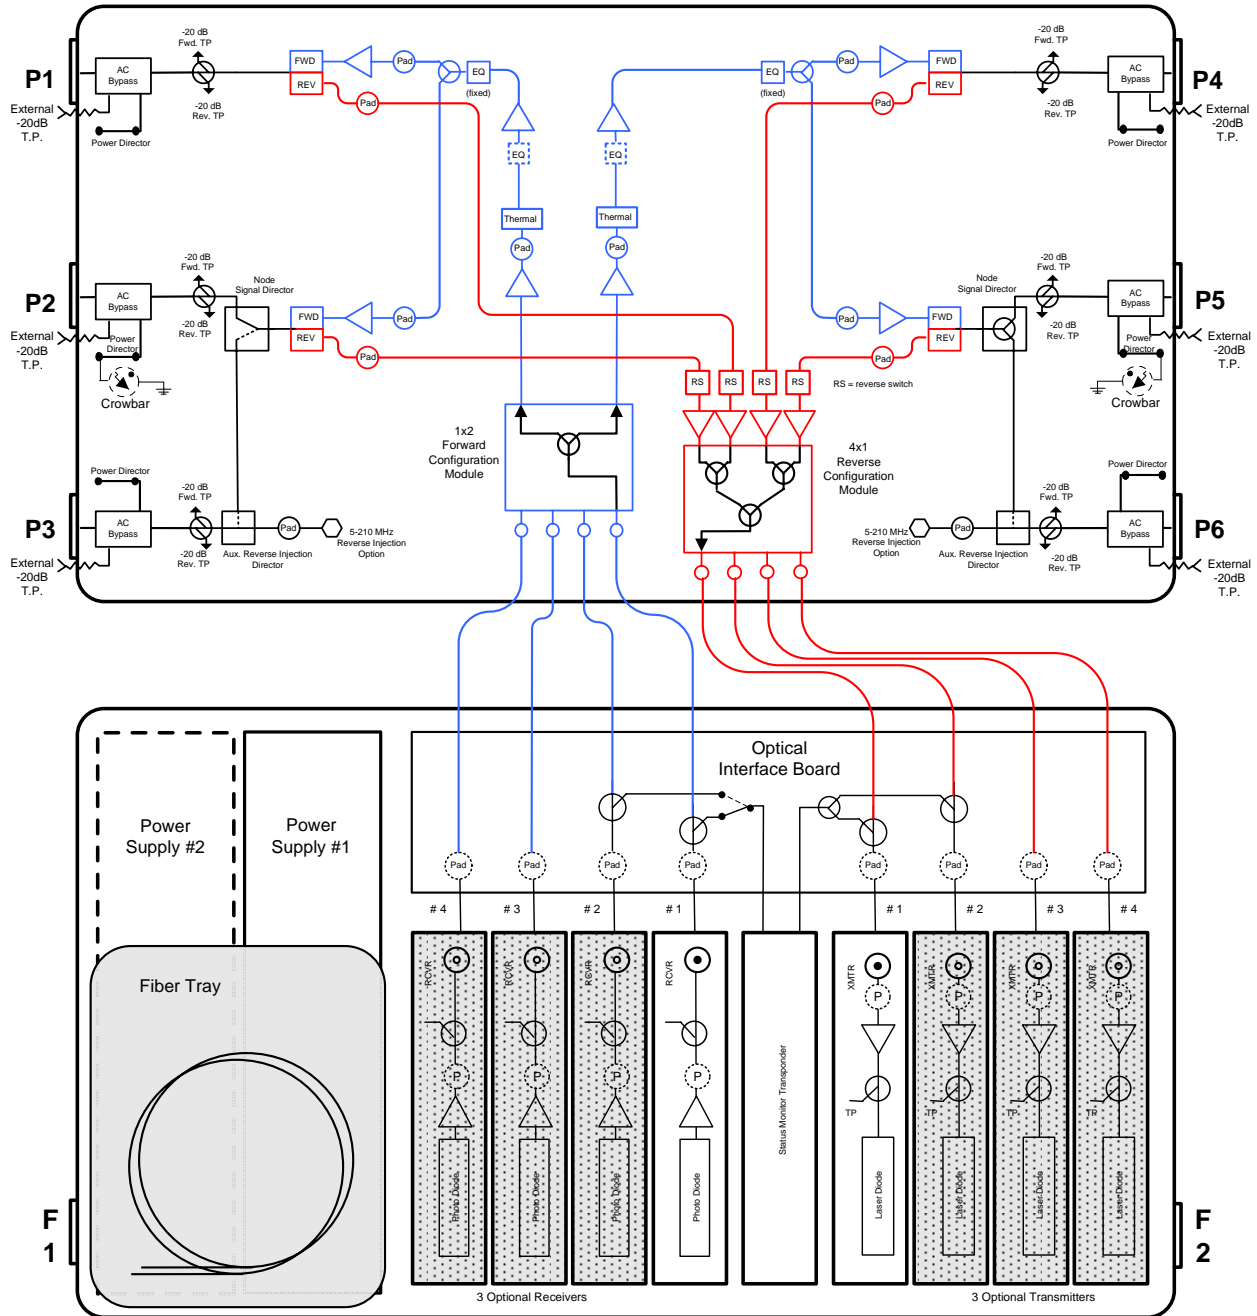 -20 dB
Fwd. TP
-20 dB
Fwd. TP
P1
AC
Bypass
FWD
REV
Pad
EQ
(fixed)
EQ
(fixed)
Pad
FWD
REV
AC
Bypass
P4
-20 dB
Rev. TP
Pad
Pad
-20 dB
Rev. TP
External
-20dB
T.P.
Power Director
Power Director
External
-20dB
T.P.
EQ
EQ
Thermal
Thermal
Pad
Pad
-20 dB
Fwd. TP
Node
Signal Director
Node
Signal Director
-20 dB
Fwd. TP
P2
AC
Bypass
FWD
REV
Pad
Pad
FWD
REV
AC
Bypass
P5
-20 dB
Rev. TP
-20 dB
Rev. TP
External
-20dB
T.P.
Power
Director
Pad
Pad
Power
Director
External
-20dB
T.P.
Crowbar
RS
RS
RS
RS
RS = reverse switch
Crowbar
1x2
Forward
Configuration
Module
4x1
Reverse
Configuration
Module
Power Director
-20 dB
Fwd. TP
-20 dB
Fwd. TP
Power Director
P3
AC
Bypass
Pad
5-210 MHz
Reverse Injection
Option
5-210 MHz
Reverse Injection
Option
Pad
AC
Bypass
P6
-20 dB
Rev. TP
Aux. Reverse Injection
Director
Aux. Reverse Injection
Director
-20 dB
Rev. TP
External
-20dB
T.P.
External
-20dB
T.P.
Optical
Interface Board
Power
Supply #2
Power
Supply #1
Pad
Pad
Pad
Pad
Pad
Pad
Pad
Pad
# 4
# 3
# 2
# 1
# 1
# 2
# 3
# 4
Fiber Tray
RCVR
RCVR
RCVR
RCVR
XMTR
XMTR
XMTR
XMTR
P
P
P
P
P
P
P
P
TP
TP
TP
TP
Photo Diode
Photo Diode
Photo Diode
Photo Diode
Status Monitor Transponder
Laser Diode
Laser Diode
Laser Diode
Laser Diode
F
1
F
2
3 Optional Receivers
3 Optional Transmitters